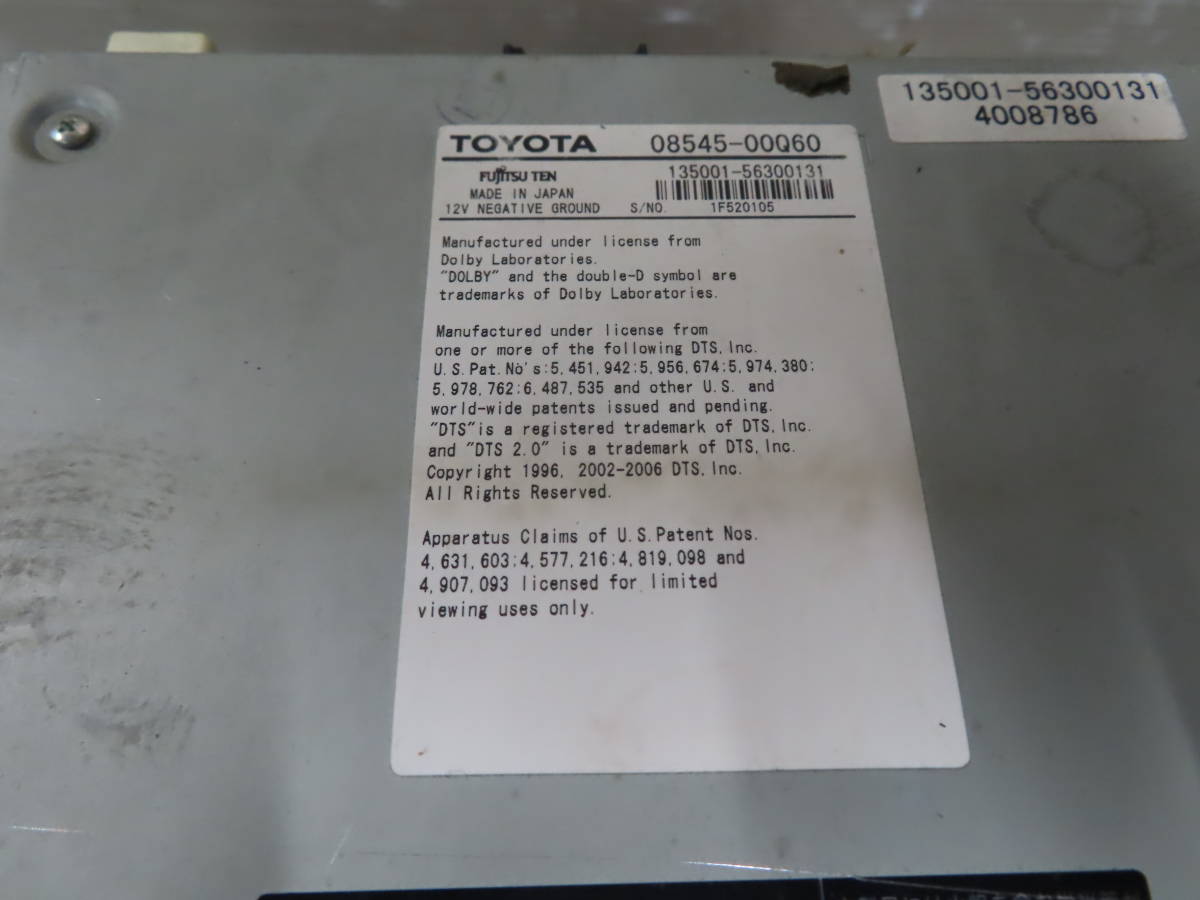 135001-56300131
4008786
TOYOTA 08545-00Q60
FUJITSU TEN 135001-56300131
MADE IN JAPAN
12V NEGATIVE GROUND S/NO. 1F520105
Manufactured under license from
Dolby Laboratories.
"DOLBY" and the double-D symbol are
trademarks of Dolby Laboratories.
Manufactured under license from
one or more of the following DTS, Inc.
U.S.Pat.No's:5,451,942:5,956,674:5,974,380:
5,978,762:6,487,535 and other U.S. and
world-wide patents issued and pending.
"DTS"is a registered trademark of DTS, Inc.
and "DTS 2.0" is a trademark of DTS, Inc.
Copyright 1996, 2002-2006 DTS, Inc.
All Rights Reserved.
Apparatus Claims of U.S.Patent Nos.
4,631,603:4,577,216:4,819,098 and
4,907,093 licensed for limited
viewing uses only.